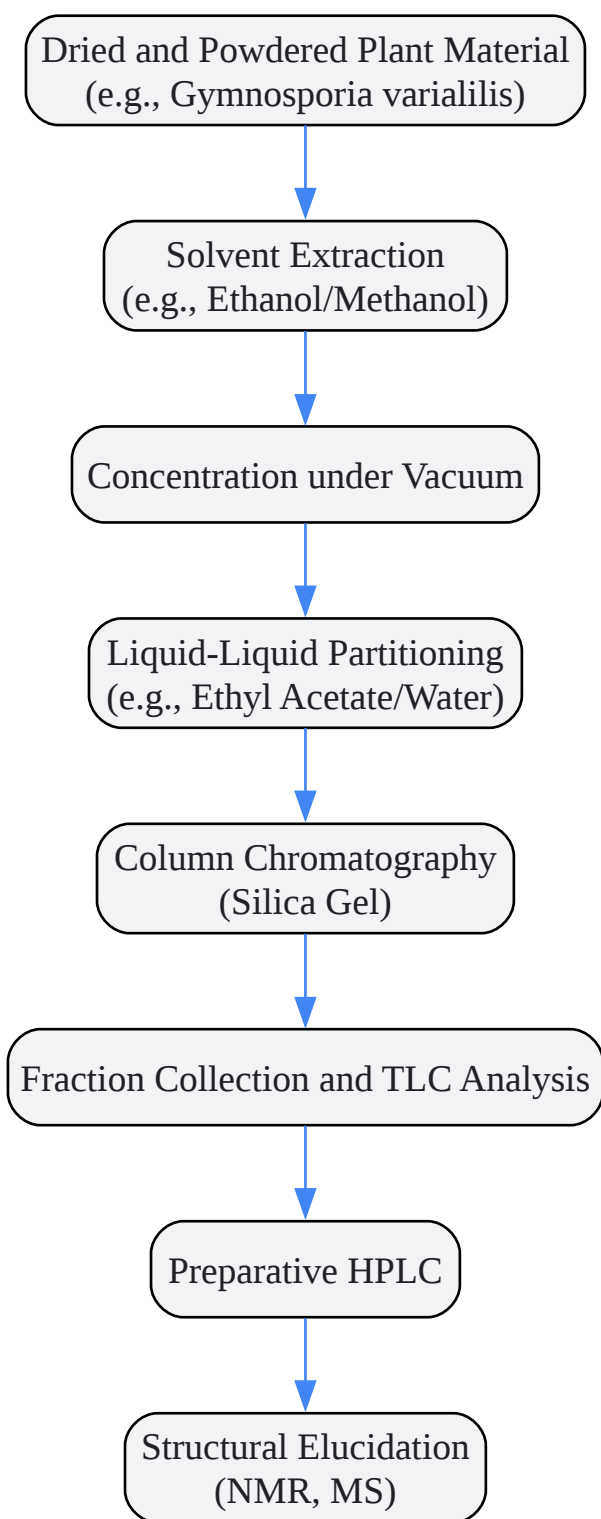 Dried and Powdered Plant Material
(e.g., Gymnosporia varialilis)
Solvent Extraction
(e.g., Ethanol/Methanol)
Concentration under Vacuum
Liquid-Liquid Partitioning
(e.g., Ethyl Acetate/Water)
Column Chromatography
(Silica Gel)
Fraction Collection and TLC Analysis
Preparative HPLC
Structural Elucidation
(NMR, MS)